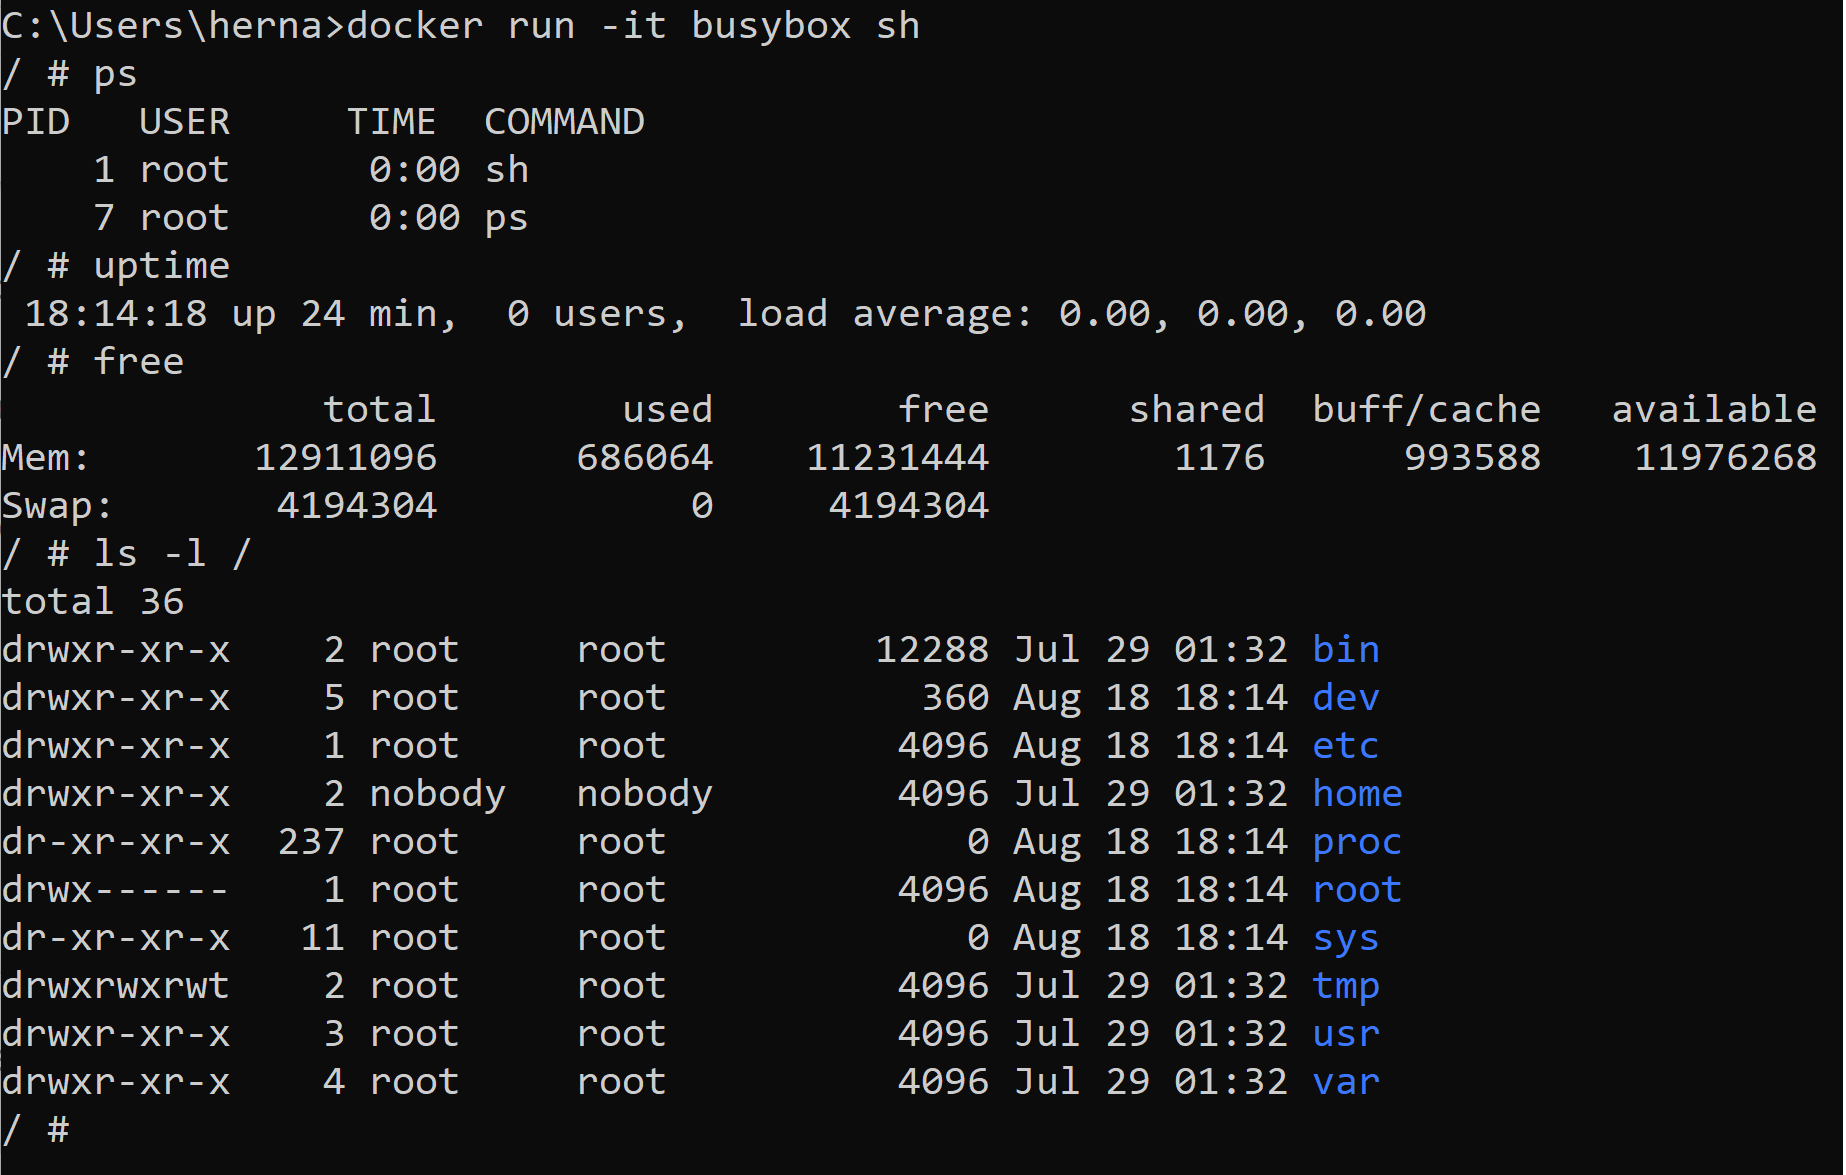 C:\Users\herna>docker run -it busybox sh
/ # ps
PID   USER     TIME  COMMAND
    1 root      0:00 sh
    7 root      0:00 ps
/ # uptime
 18:14:18 up 24 min,  0 users,  load average: 0.00, 0.00, 0.00
/ # free
              total        used        free      shared  buff/cache   available
Mem:       12911096      686064    11231444        1176      993588    11976268
Swap:       4194304           0     4194304
/ # ls -l /
total 36
drwxr-xr-x    2 root     root         12288 Jul 29 01:32 bin
drwxr-xr-x    5 root     root           360 Aug 18 18:14 dev
drwxr-xr-x    1 root     root          4096 Aug 18 18:14 etc
drwxr-xr-x    2 nobody   nobody        4096 Jul 29 01:32 home
dr-xr-xr-x  237 root     root             0 Aug 18 18:14 proc
drwx------    1 root     root          4096 Aug 18 18:14 root
dr-xr-xr-x   11 root     root             0 Aug 18 18:14 sys
drwxrwxrwt    2 root     root          4096 Jul 29 01:32 tmp
drwxr-xr-x    3 root     root          4096 Jul 29 01:32 usr
drwxr-xr-x    4 root     root          4096 Jul 29 01:32 var
/ #